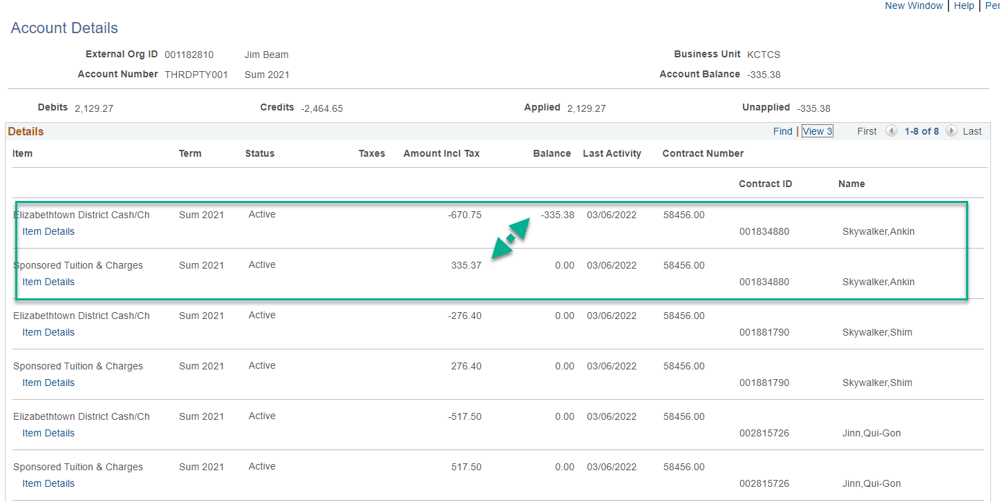 New Window | Help | Per
Account Details
External Org ID 001182810 Jim Beam Business Unit KCTCS
Account Number THRDPTY001 Sum 2021 Account Balance -335.38
Debits 2,129.27 Credits -2,464.65 Applied 2,129.27 Unapplied -335.38
Details Find | View 3 First 1-8 of 8 Last
Item Term Status Taxes Amount Incl Tax Balance Last Activity Contract Number
Contract ID Name
Elizabethtown District Cash/Ch Sum 2021 Active -670.75 -335.38 03/06/2022 58456.00
Item Details 001834880 Skywalker,Ankin
Sponsored Tuition & Charges Sum 2021 Active 335.37 0.00 03/06/2022 58456.00
Item Details 001834880 Skywalker,Ankin
Elizabethtown District Cash/Ch Sum 2021 Active -276.40 0.00 03/06/2022 58456.00
Item Details 001881790 Skywalker,Shim
Sponsored Tuition & Charges Sum 2021 Active 276.40 0.00 03/06/2022 58456.00
Item Details 001881790 Skywalker,Shim
Elizabethtown District Cash/Ch Sum 2021 Active -517.50 0.00 03/06/2022 58456.00
Item Details 002815726 Jinn,Qui-Gon
Sponsored Tuition & Charges Sum 2021 Active 517.50 0.00 03/06/2022 58456.00
Item Details 002815726 Jinn,Qui-Gon